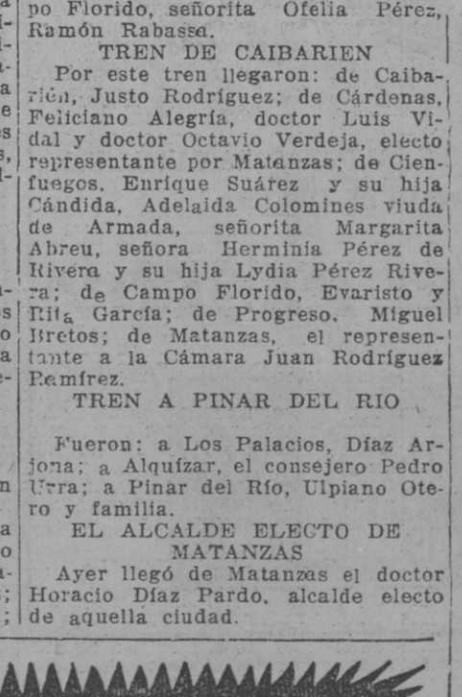 po Florido, señorita Ofelia Pérez,
Ramón Rabassa.
TREN DE CAIBARIEN
Por este tren llegaron: de Caiba-
rién, Justo Rodríguez; de Cárdenas,
Feliciano Alegría, doctor Luis Vi-
dal y doctor Octavio Verdeja, electo
representante por Matanzas; de Cien-
fuegos, Enrique Suárez y su hija
Cándida, Adelaida Colomines viuda
de Armada, señorita Margarita
Abreu, señora Herminia Pérez de
Rivera y su hija Lydia Pérez Rive-
ra; de Campo Florido, Evaristo y
Rita García; de Progreso. Miguel
Bretos; de Matanzas, el represen-
tante a la Cámara Juan Rodríguez
Ramírez.
TREN A PINAR DEL RIO
Fueron: a Los Palacios, Díaz Ar-
jona; a Alquízar, el consejero Pedro
Urra; a Pinar del Río, Ulpiano Ote-
ro y familia.
EL ALCALDE ELECTO DE
MATANZAS
Ayer llegó de Matanzas el doctor
Horacio Díaz Pardo, alcalde electo
de aquella ciudad.